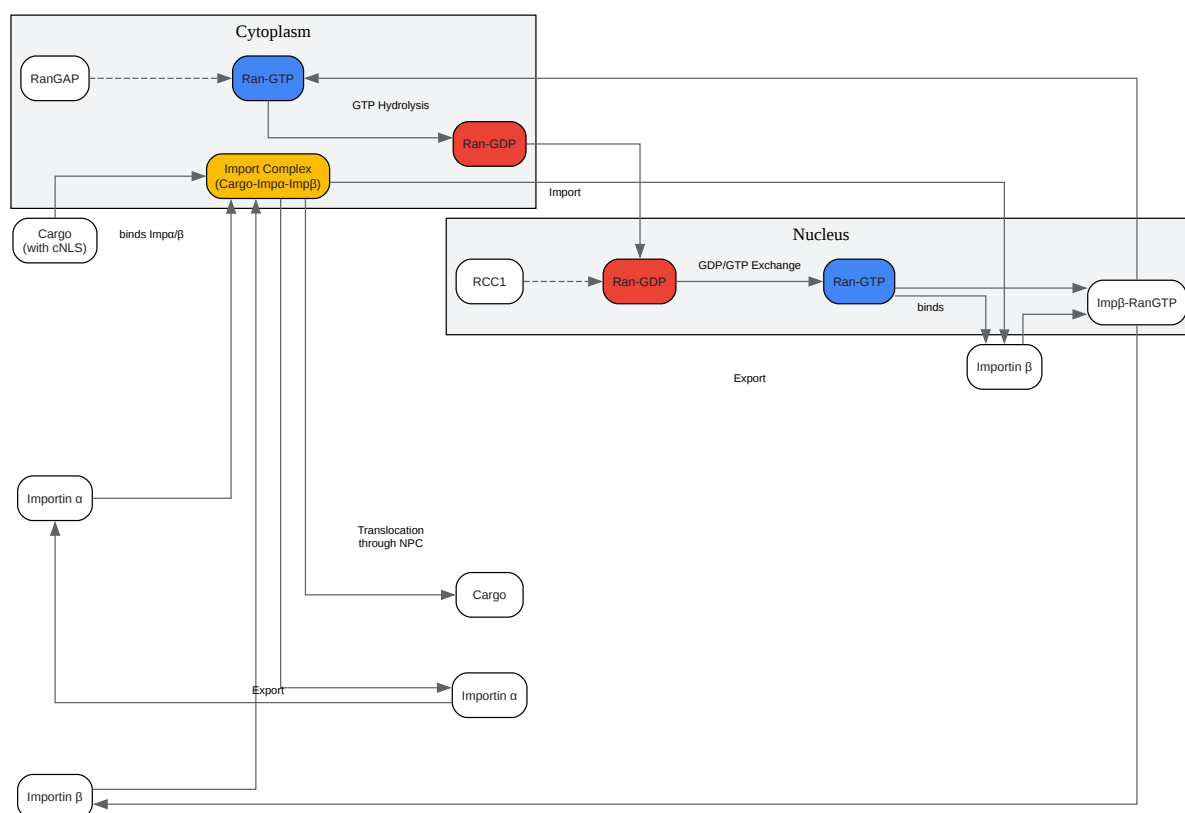 Cytoplasm
RanGAP
Ran-GTP
GTP Hydrolysis
Ran-GDP
Import Complex
(Cargo-Impα-Impβ)
Import
Cargo
(with cNLS)
binds Impα/β
Nucleus
RCC1
Ran-GDP
GDP/GTP Exchange
Ran-GTP
binds
Impβ-RanGTP
Importin β
Export
Importin α
Translocation
through NPC
Cargo
Export
Importin α
Importin β